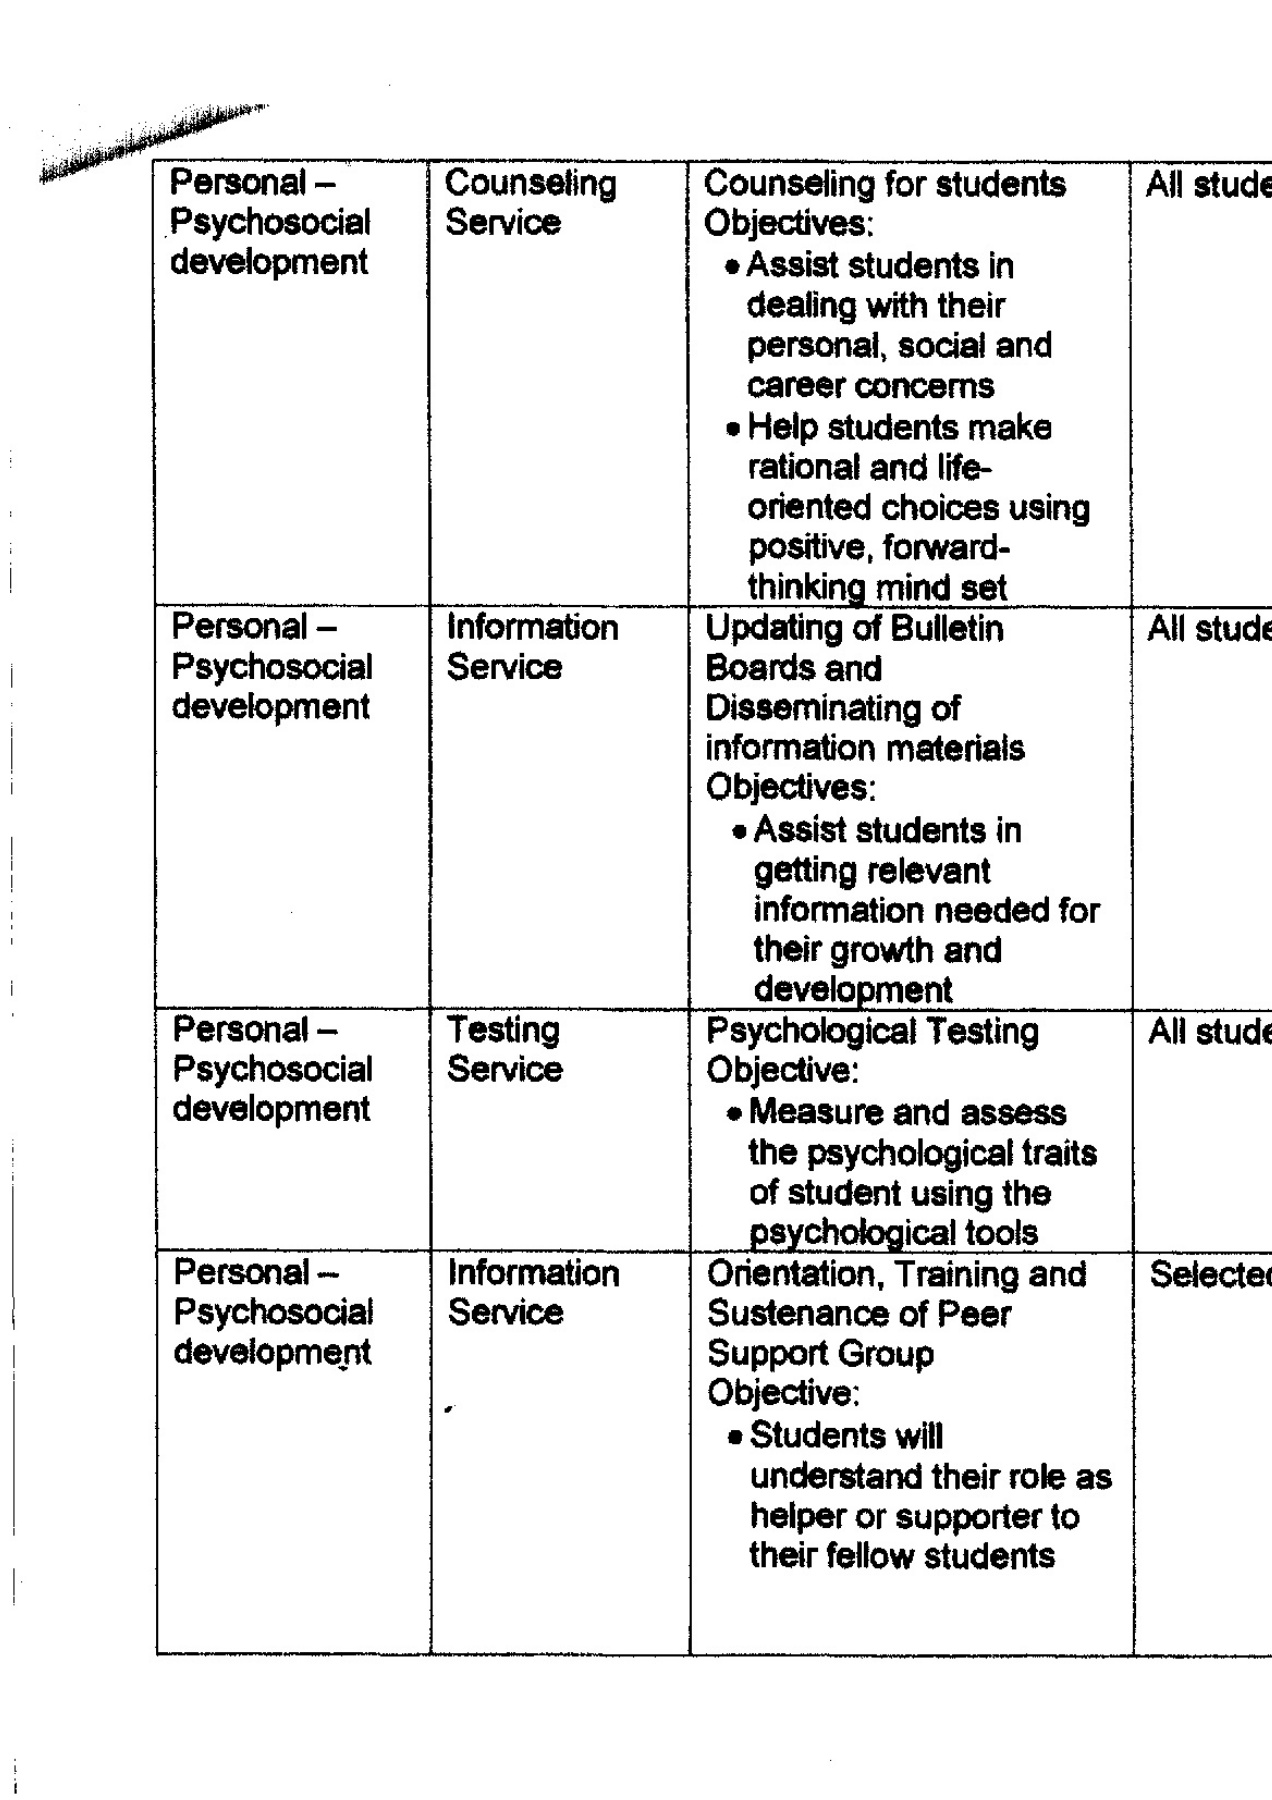 Personal –
Psychosocial
development
Counseling
Service
Counseling for students
Objectives:
• Assist students in
dealing with their
personal, social and
career concerns
• Help students make
rational and life-
oriented choices using
positive, forward-
thinking mind set
All stude
Personal –
Psychosocial
development
Information
Service
Updating of Bulletin
Boards and
Disseminating of
information materials
Objectives:
• Assist students in
getting relevant
information needed for
their growth and
development
All stude
Personal –
Psychosocial
development
Testing
Service
Psychological Testing
Objective:
• Measure and assess
the psychological traits
of student using the
psychological tools
All stude
Personal –
Psychosocial
development
Information
Service
Orientation, Training and
Sustenance of Peer
Support Group
Objective:
• Students will
understand their role as
helper or supporter to
their fellow students
Selected